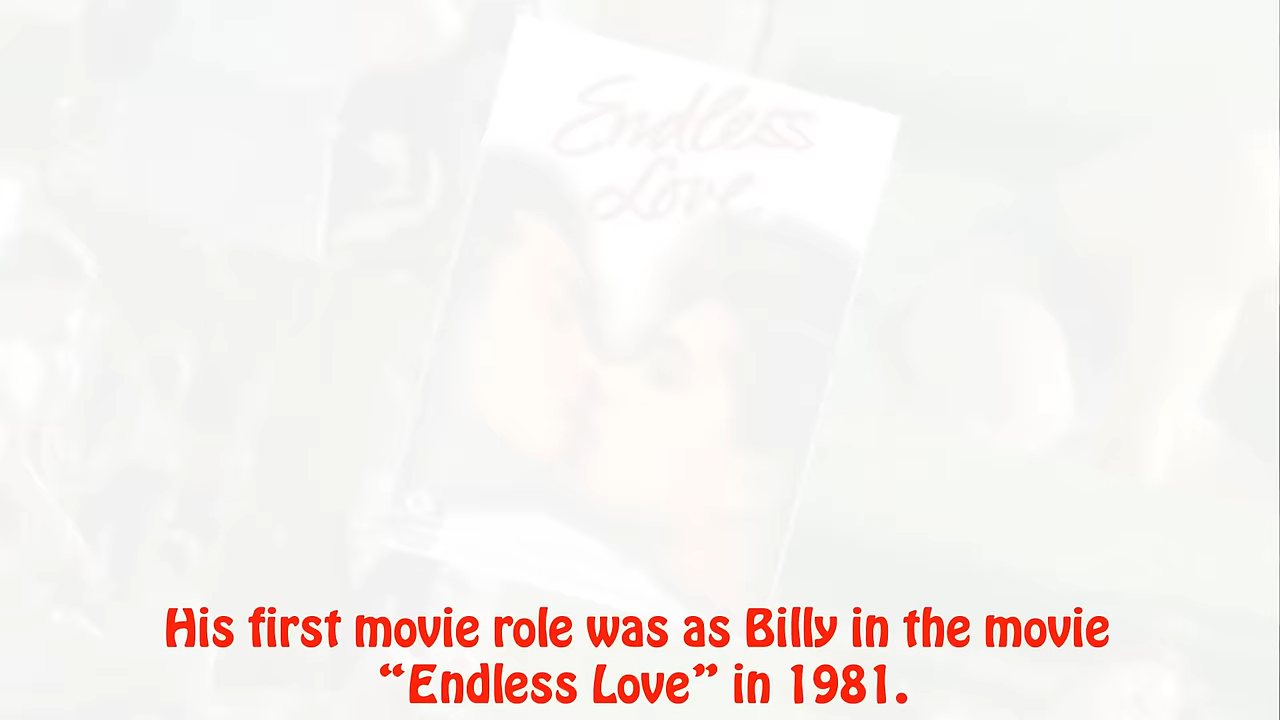 Endless
Love
His first movie role was as Billy in the movie
“Endless Love” in 1981.